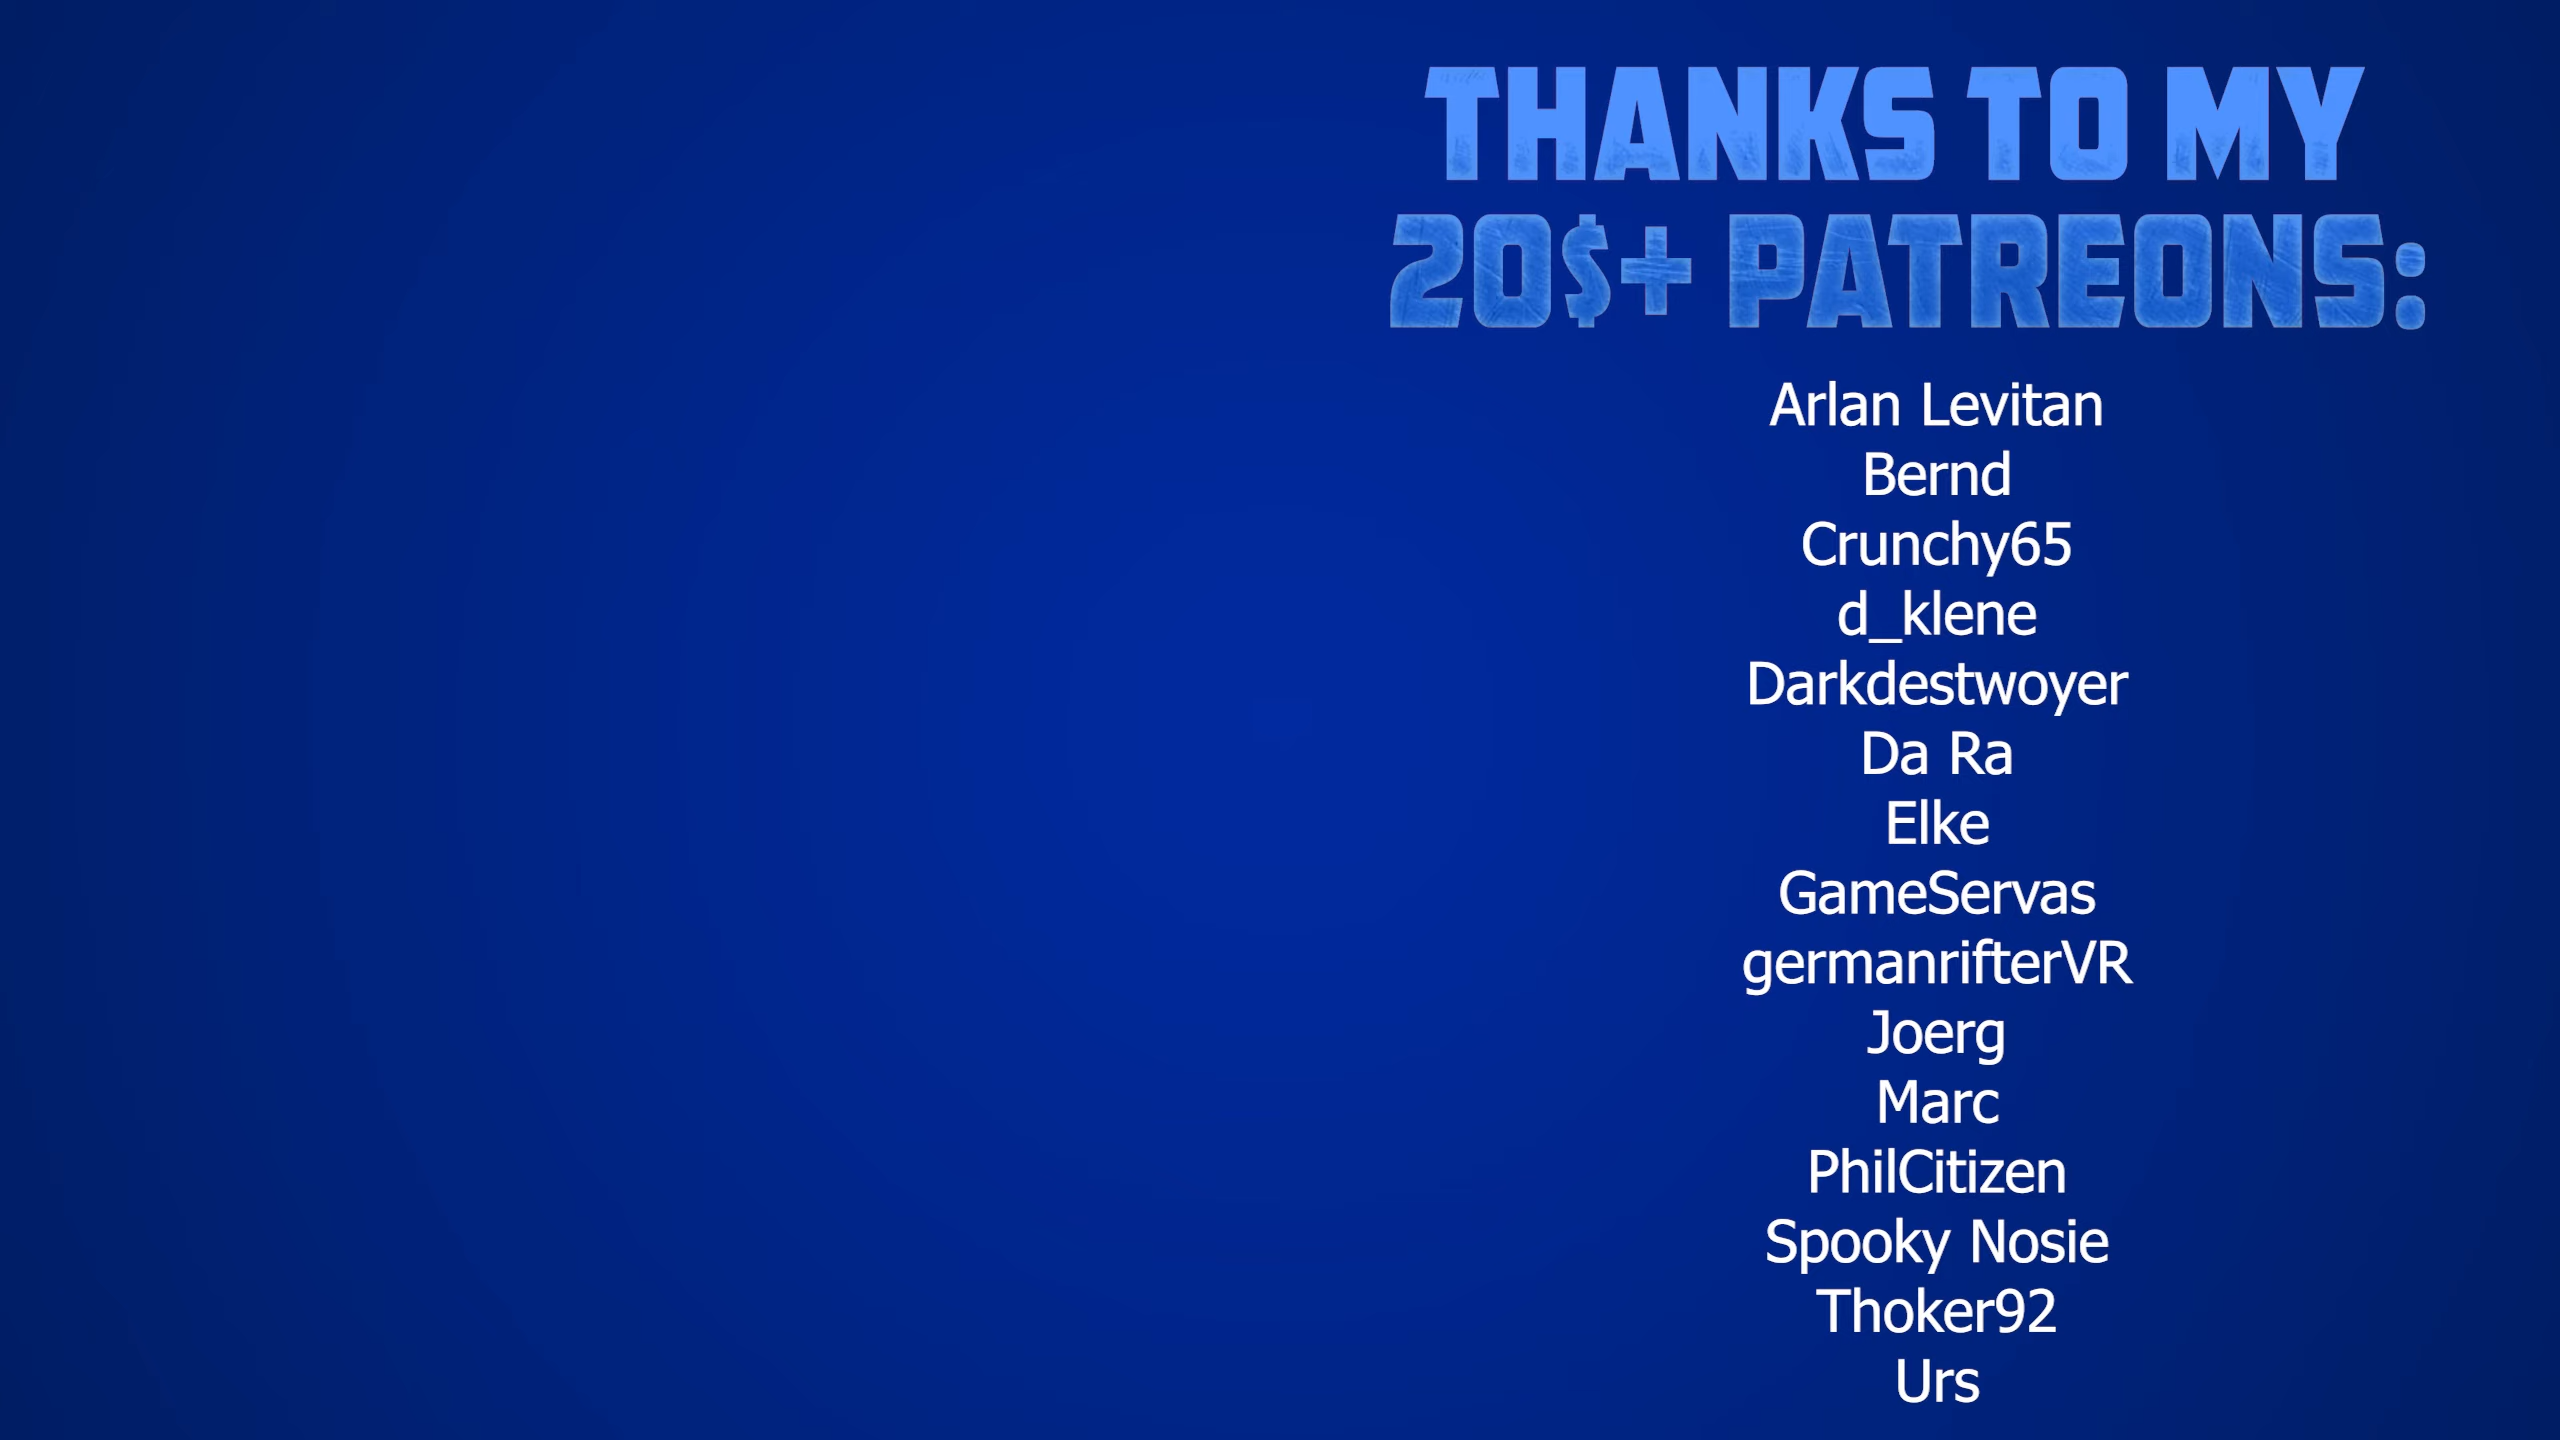 THANKS TO MY
20$+ PATREONS:
Arlan Levitan
Bernd
Crunchy65
d_klene
Darkdestwoyer
Da Ra
Elke
GameServas
germanrifterVR
Joerg
Marc
PhilCitizen
Spooky Nosie
Thoker92
Urs